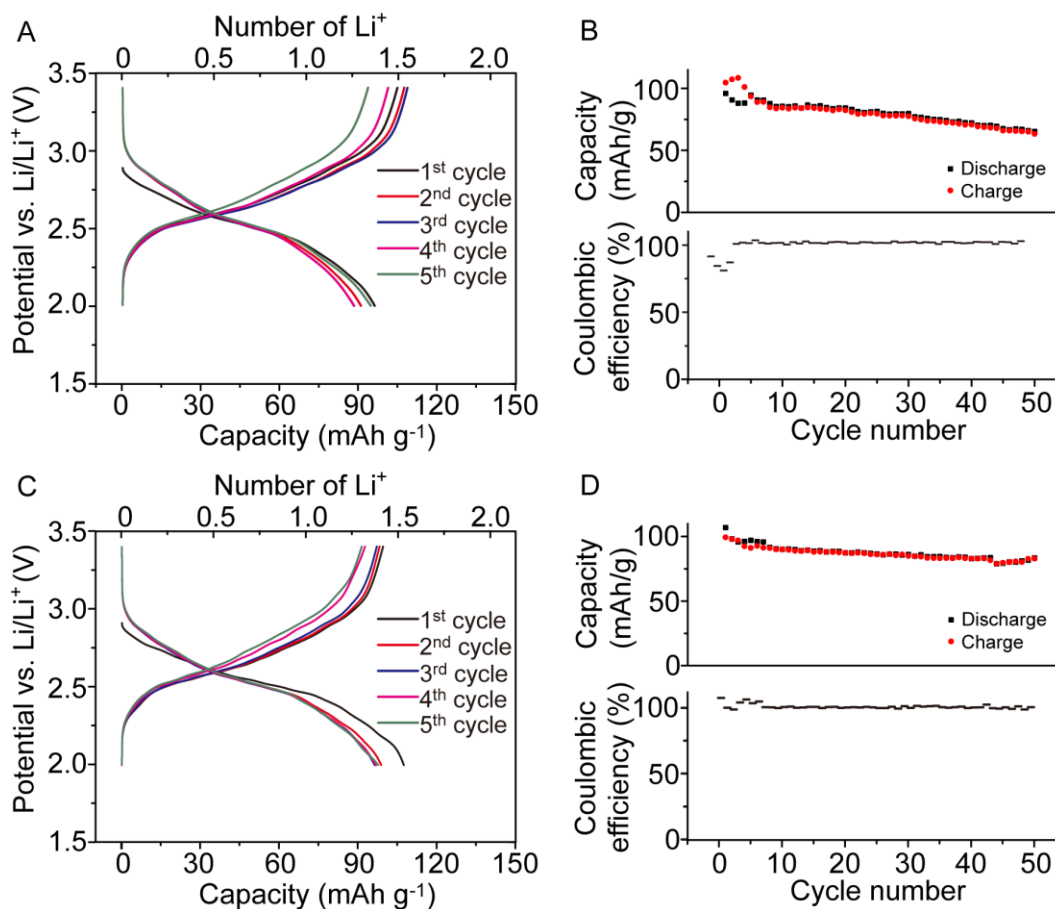 A
Number of Li⁺
0 0.5 1 1.5 2.0
Potential vs. Li/Li⁺ (V)
3.5
3.0
2.5
2.0
1.5
1st cycle
2nd cycle
3rd cycle
4th cycle
5th cycle
0 30 60 90 120 150
Capacity (mAh g⁻¹)
B
Capacity
(mAh/g)
100
50
0
Discharge
Charge
Coulombic
efficiency (%)
100
50
0
0 10 20 30 40 50
Cycle number
C
Number of Li⁺
0 0.5 1 1.5 2.0
Potential vs. Li/Li⁺ (V)
3.5
3.0
2.5
2.0
1.5
1st cycle
2nd cycle
3rd cycle
4th cycle
5th cycle
0 30 60 90 120 150
Capacity (mAh g⁻¹)
D
Capacity
(mAh/g)
100
50
0
Discharge
Charge
Coulombic
efficiency (%)
100
50
0
0 10 20 30 40 50
Cycle number